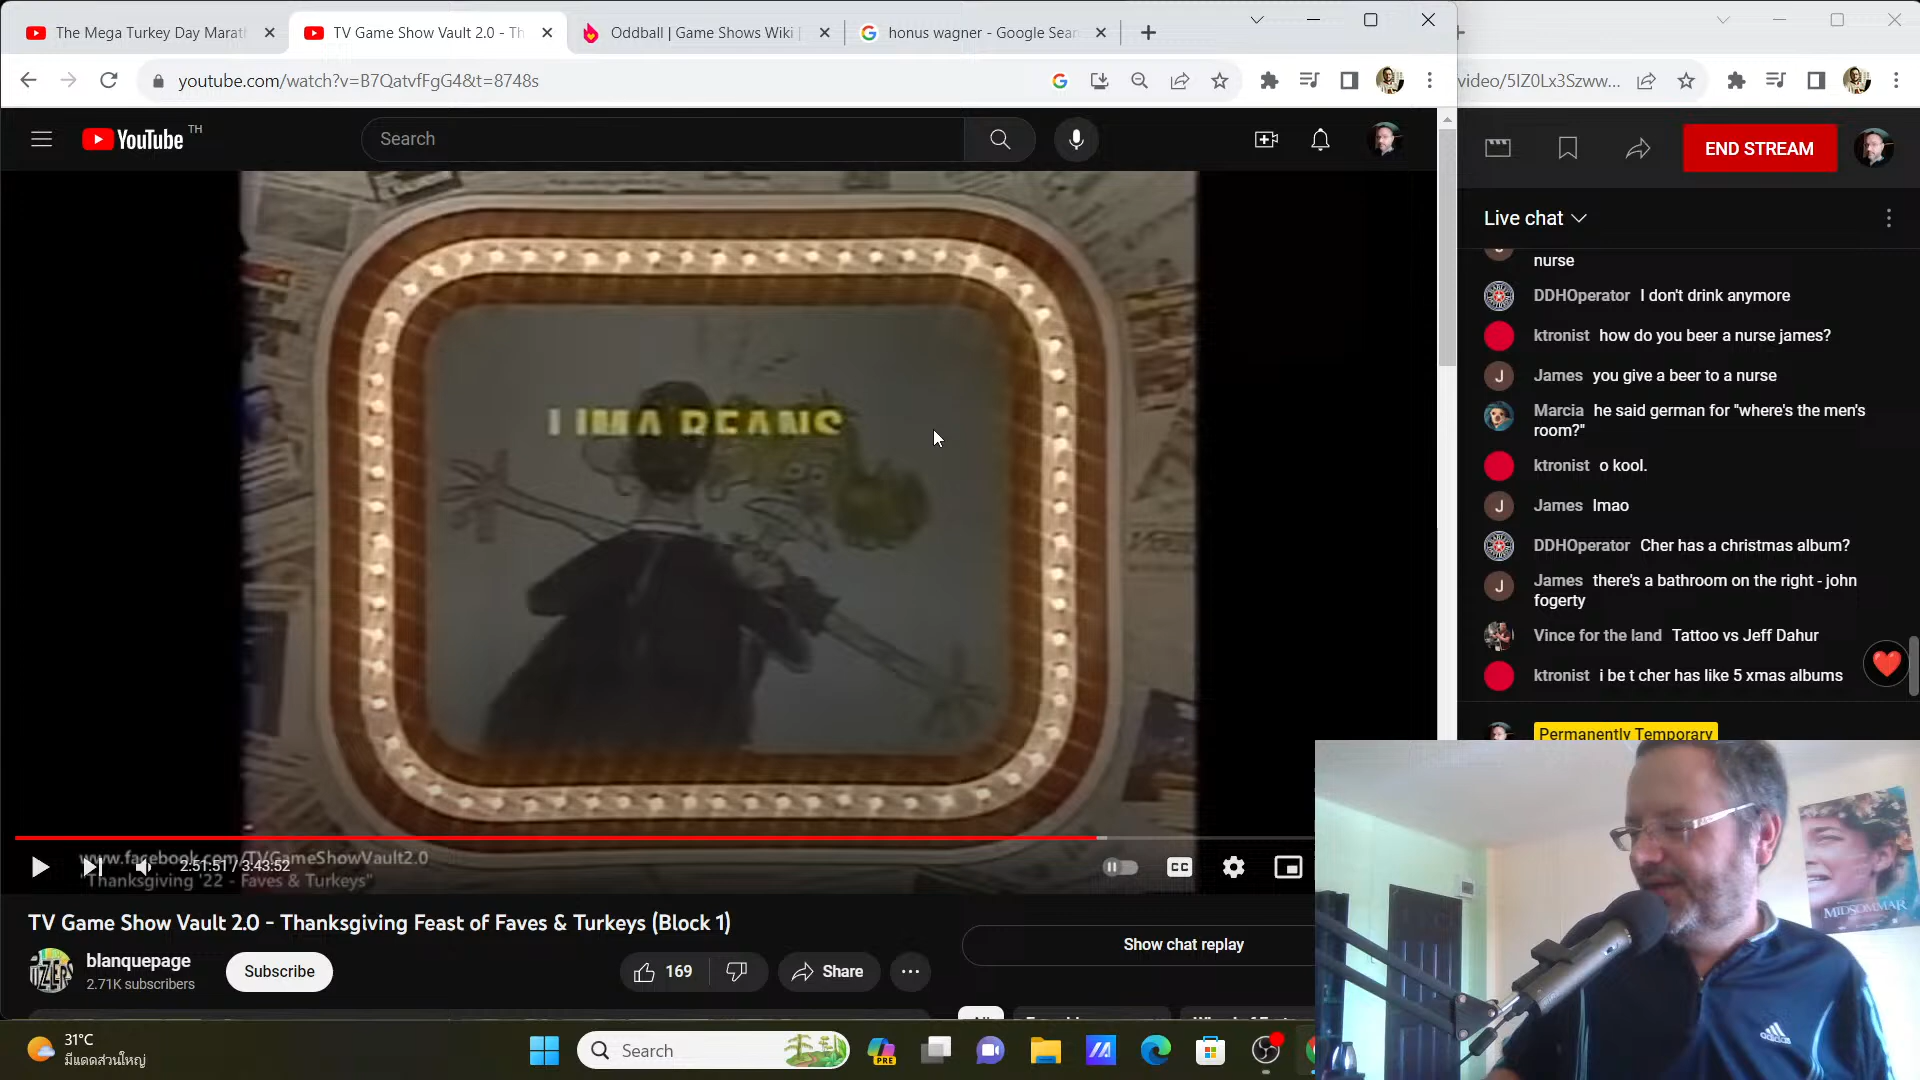 The Mega Turkey Day Marat
TV Game Show Vault 2.0 - Th
Oddball | Game Shows Wiki |
honus wagner - Google Sear
youtube.com/watch?v=B7QatvfFgG4&t=8748s
video/5IZ0Lx3Szww...
YouTube TH
Search
END STREAM
Live chat
nurse
DDHOperator I don't drink anymore
ktronist how do you beer a nurse james?
James you give a beer to a nurse
Marcia he said german for "where's the men's
room?"
ktronist o kool.
James lmao
DDHOperator Cher has a christmas album?
James there's a bathroom on the right - john
fogerty
Vince for the land Tattoo vs Jeff Dahur
ktronist i be t cher has like 5 xmas albums
Permanently Temporary
LIMA BEANS
www.facebook.com/TVGameShowVault2.0
2:51:51 / 3:43:52
"Thanksgiving '22 - Faves & Turkeys"
CC
TV Game Show Vault 2.0 - Thanksgiving Feast of Faves & Turkeys (Block 1)
blanquepage
2.71K subscribers
Subscribe
169
Share
Show chat replay
MIDSOMMAR
adidas
31°C
มีแดดส่วนใหญ่
Search
PRE